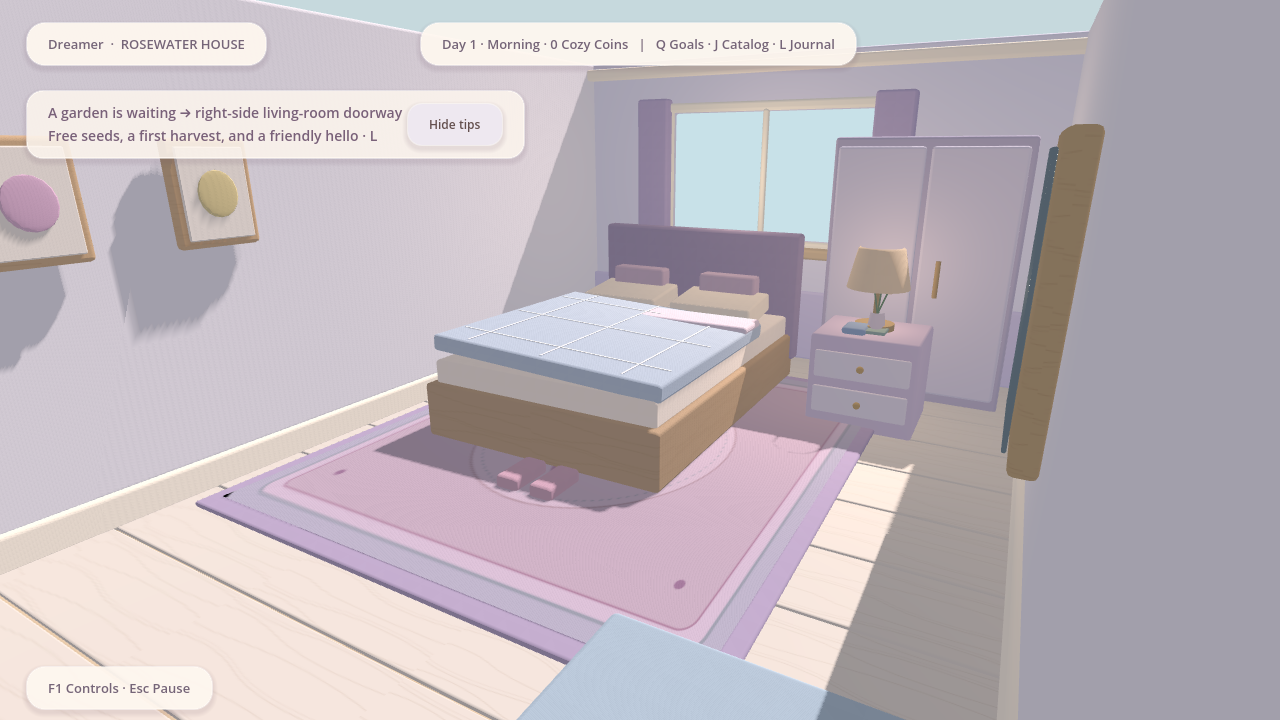 Dreamer · ROSEWATER HOUSE
Day 1 · Morning · 0 Cozy Coins | Q Goals · J Catalog · L Journal
A garden is waiting → right-side living-room doorway
Free seeds, a first harvest, and a friendly hello · L
Hide tips
F1 Controls · Esc Pause